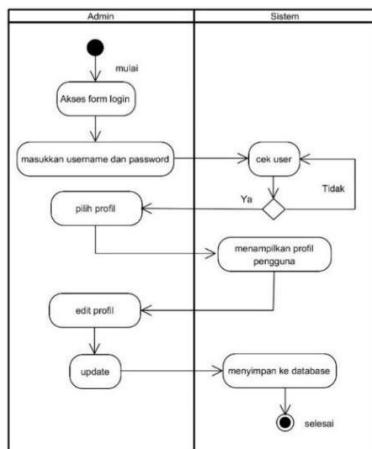 Admin
Sistem
mulai
Akses form login
masukkan username dan password
cek user
Tidak
Ya
pilih profil
menampilkan profil
pengguna
edit profil
update
menyimpan ke database
selesai